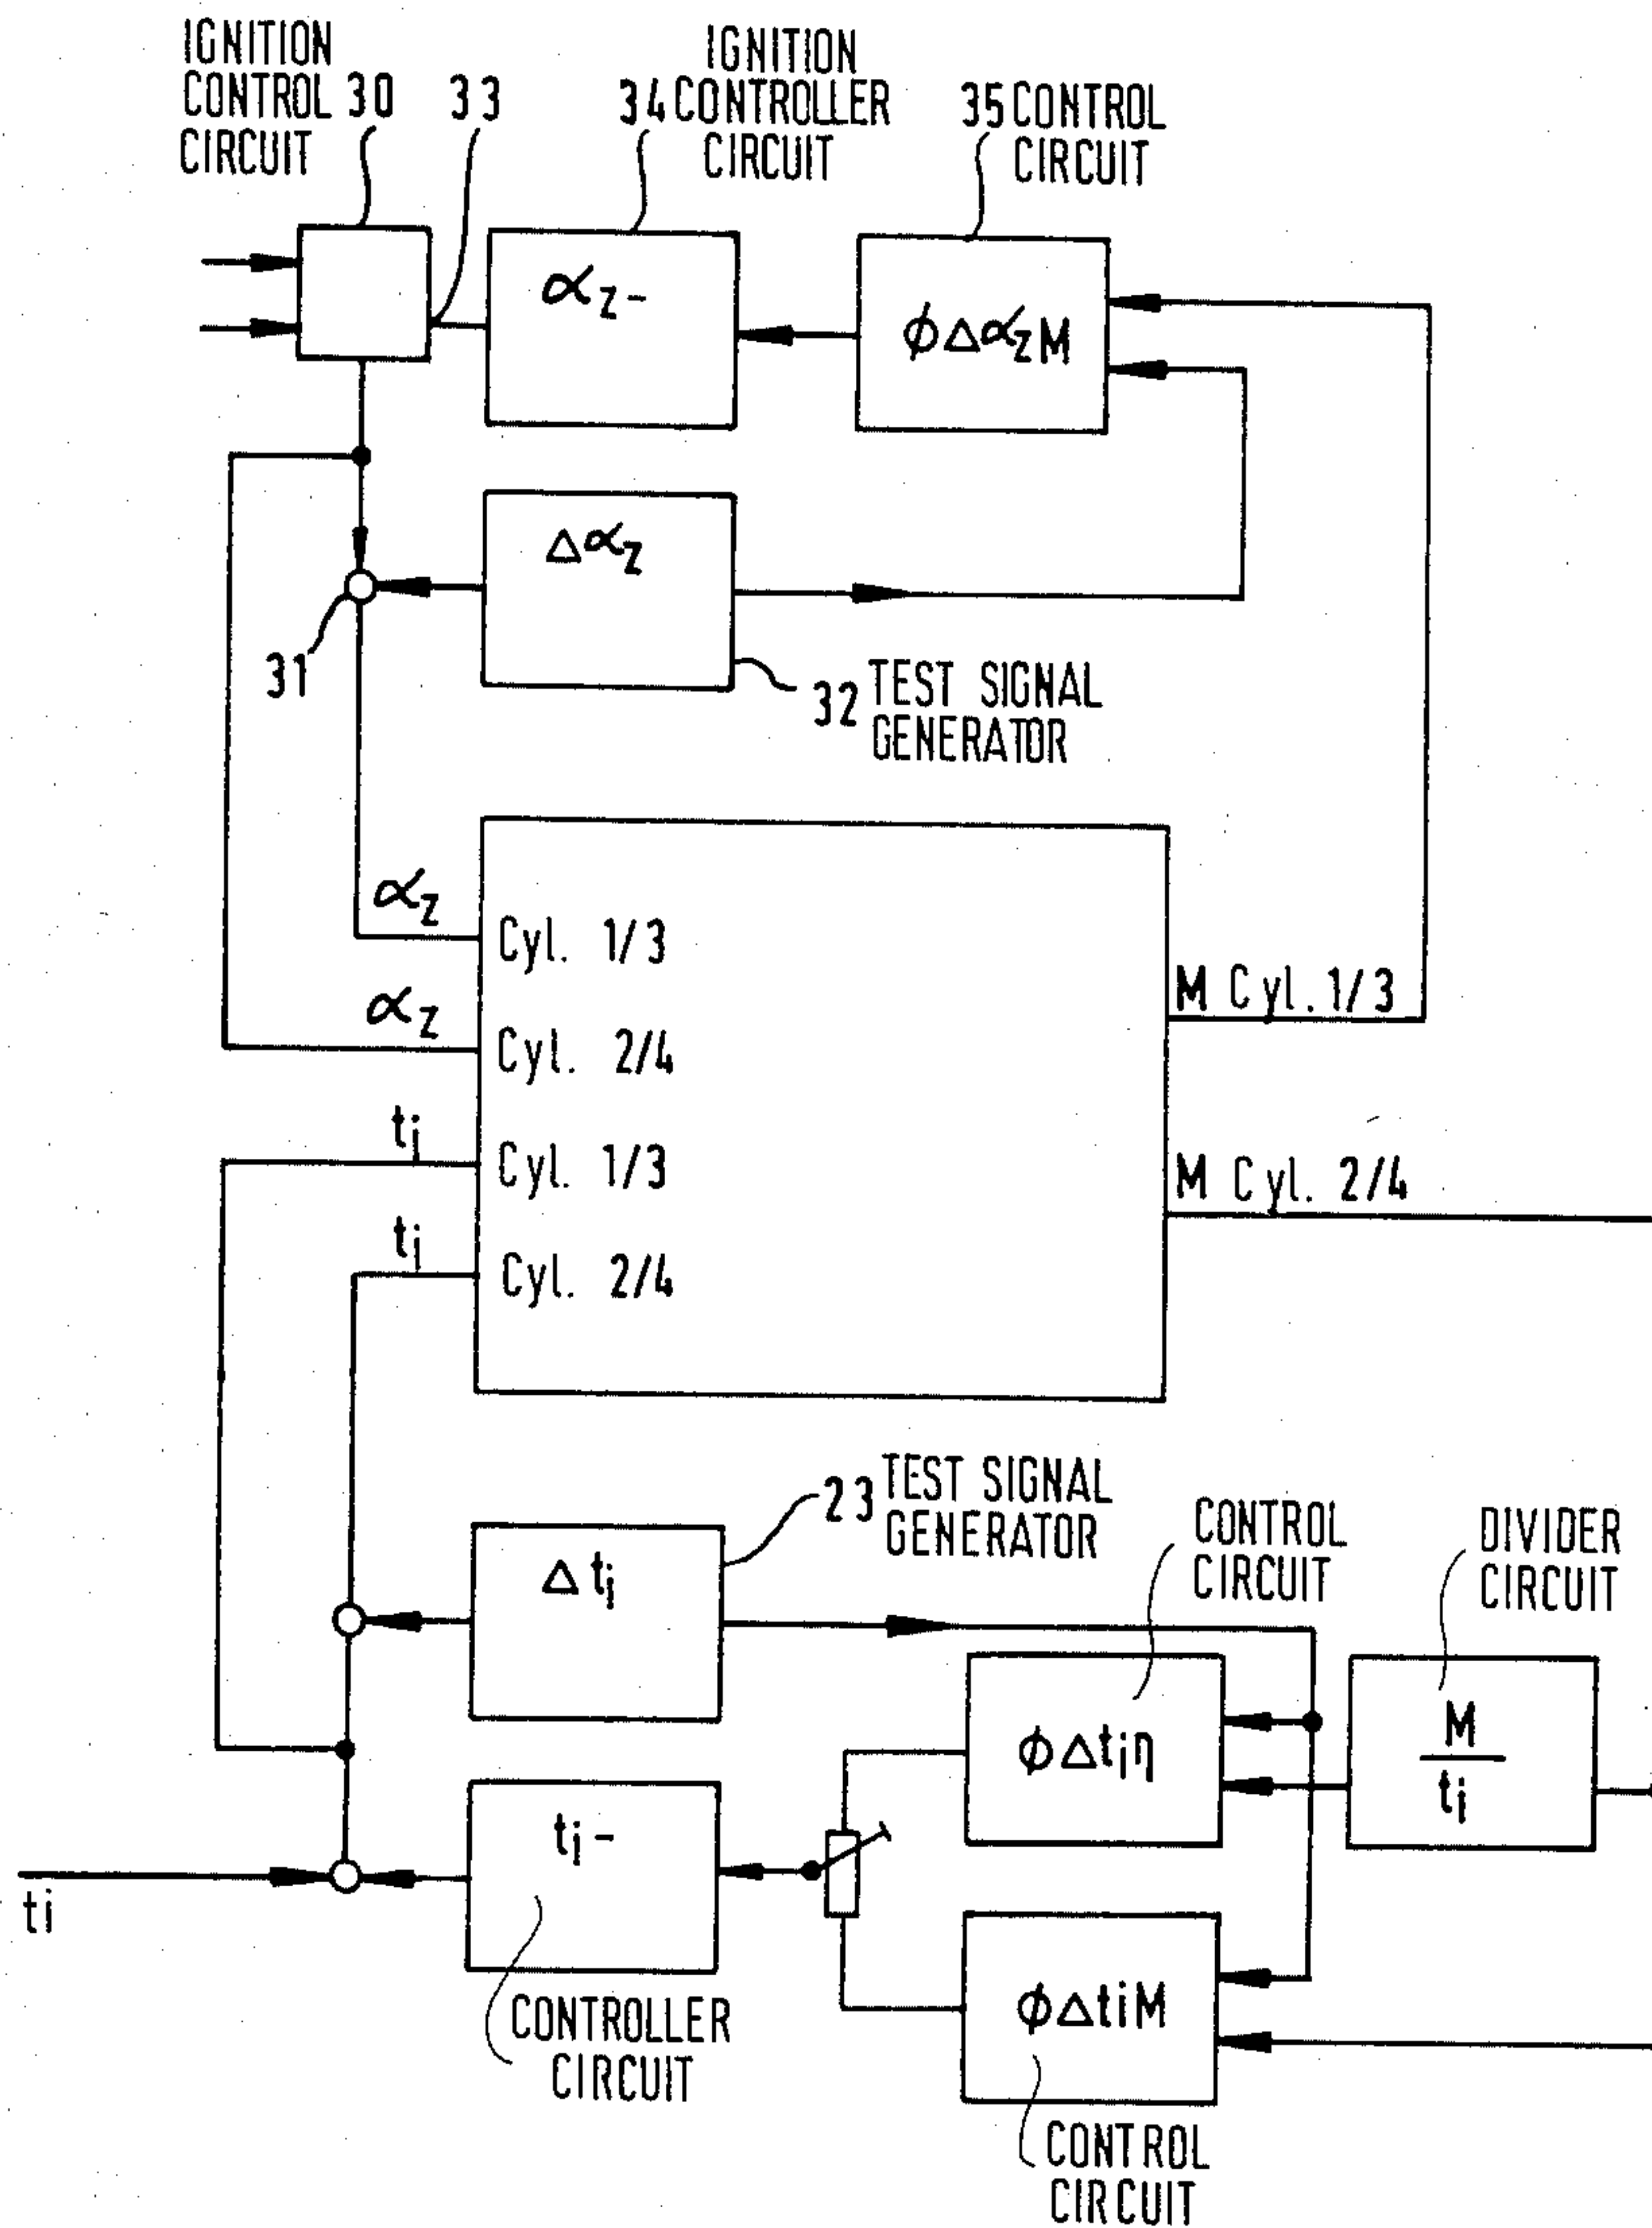 IGNITION
CONTROL 30
CIRCUIT
33
IGNITION
34 CONTROLLER
CIRCUIT
35 CONTROL
CIRCUIT
αz-
ϕΔαzM
Δαz
31
32 TEST SIGNAL
GENERATOR
αz
Cyl. 1/3
αz
Cyl. 2/4
ti
Cyl. 1/3
ti
Cyl. 2/4
M Cyl. 1/3
M Cyl. 2/4
23 TEST SIGNAL
GENERATOR
CONTROL
CIRCUIT
DIVIDER
CIRCUIT
Δti
ϕΔtiη
M
ti
ti-
ti
ϕΔtiM
CONTROLLER
CIRCUIT
CONTROL
CIRCUIT